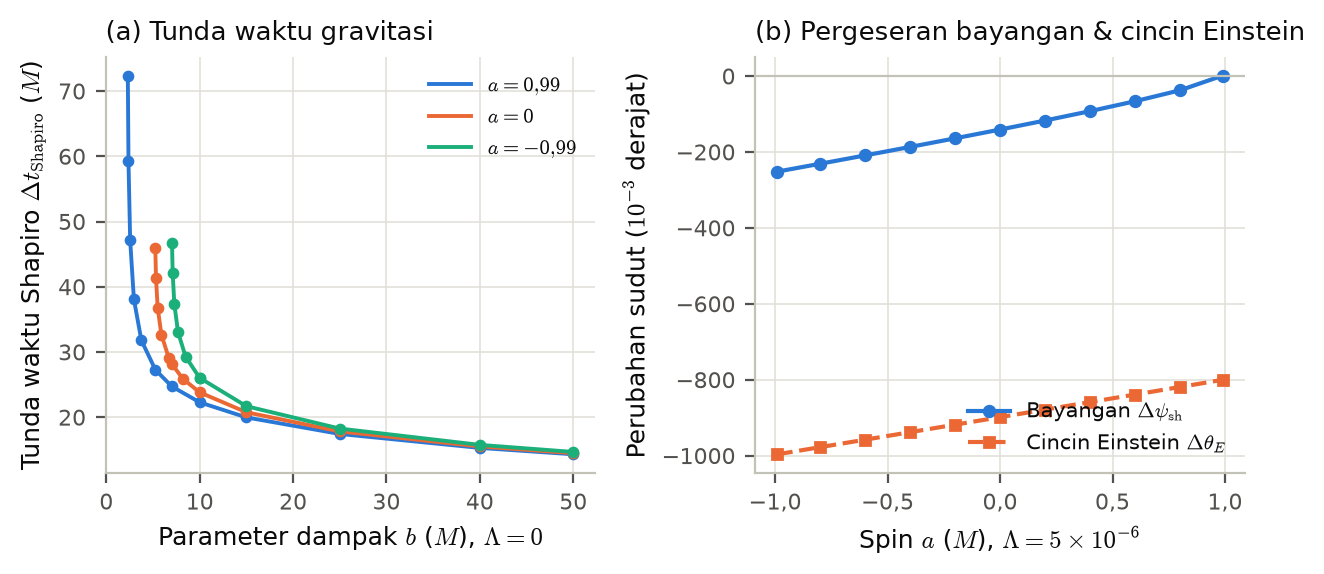 (a) Tunda waktu gravitasi
Tunda waktu Shapiro Δt_Shapiro (M)
70
60
50
40
30
20
a = 0,99
a = 0
a = −0,99
0 10 20 30 40 50
Parameter dampak b (M), Λ = 0
(b) Pergeseran bayangan & cincin Einstein
Perubahan sudut (10⁻³ derajat)
0
−200
−400
−600
−800
−1000
Bayangan Δψ_sh
Cincin Einstein Δθ_E
−1,0 −0,5 0,0 0,5 1,0
Spin a (M), Λ = 5 × 10⁻⁶